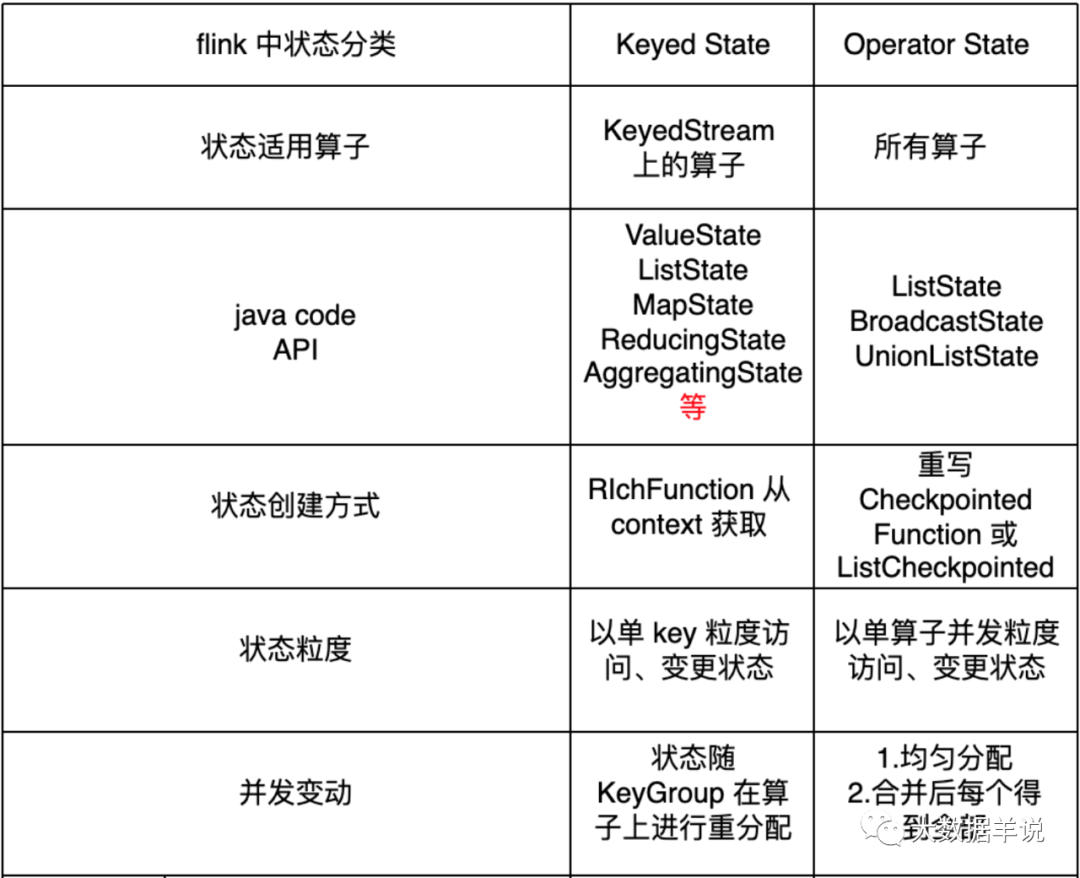 flink 中状态分类 Keyed State Operator State
状态适用算子
KeyedStream
上的算子
所有算子
java code
API
ValueState
ListState
MapState
ReducingState
AggregatingState
等
ListState
BroadcastState
UnionListState
状态创建方式
RIchFunction 从
context 获取
重写
Checkpointed
Function 或
ListCheckpointed
状态粒度
以单 key 粒度访
问、变更状态
以单算子并发粒度
访问、变更状态
并发变动
状态随
KeyGroup 在算
子上进行重分配
1.均匀分配
2.合并后每个得
到
大数据羊说